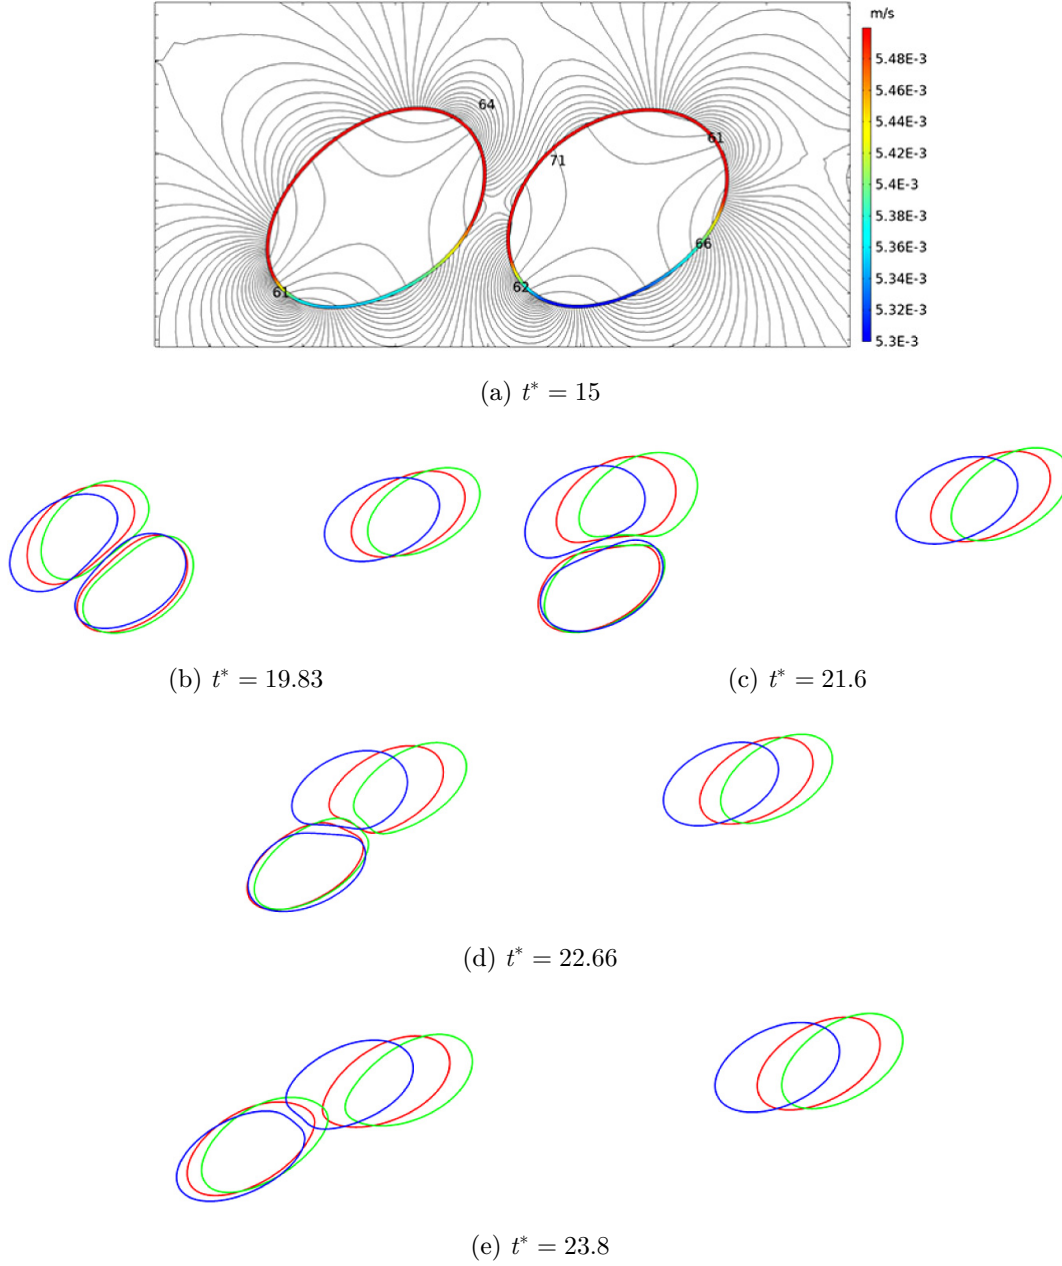 m/s
64
5.48E-3
5.46E-3
61
5.44E-3
71
5.42E-3
5.4E-3
5.38E-3
66
5.36E-3
61
62
5.34E-3
5.32E-3
5.3E-3
(a) t* = 15
(b) t* = 19.83
(c) t* = 21.6
(d) t* = 22.66
(e) t* = 23.8